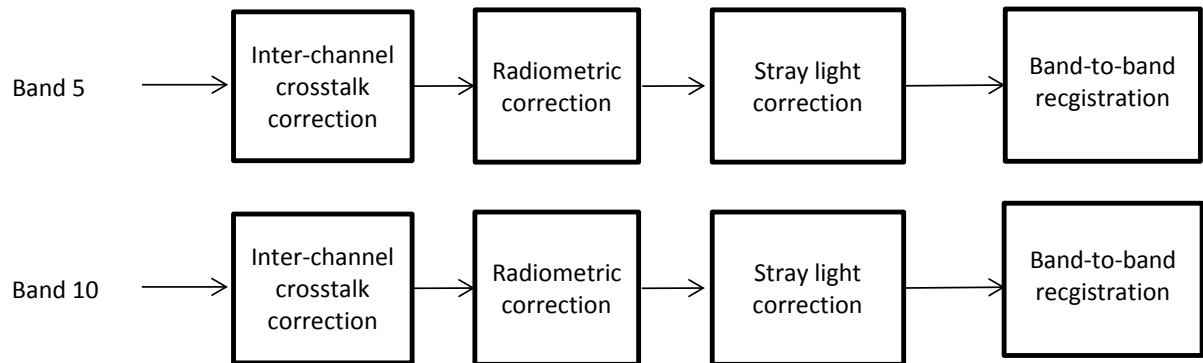 Band 5
Inter-channel
crosstalk
correction
Radiometric
correction
Stray light
correction
Band-to-band
recgistration
Band 10
Inter-channel
crosstalk
correction
Radiometric
correction
Stray light
correction
Band-to-band
recgistration